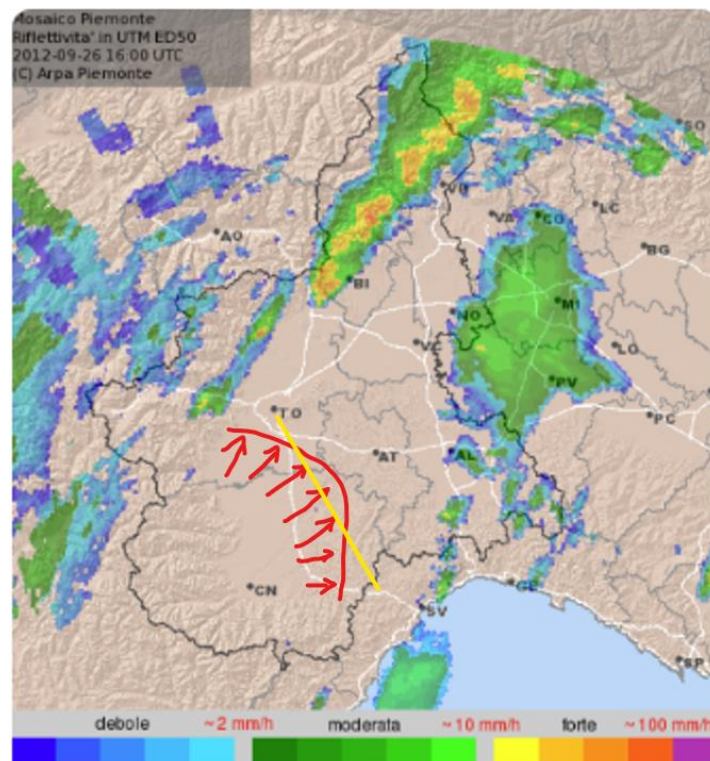 Mosaico Piemonte
Riflettivita' in UTM ED50
2012-09-26 16:00 UTC
(C) Arpa Piemonte
SO
VB
VA
CO
LC
AO
BG
BI
NO
MI
VC
LO
PV
TO
PC
AT
AL
CN
GE
SV
SP
debole ~2 mm/h moderata ~10 mm/h forte ~100 mm/h